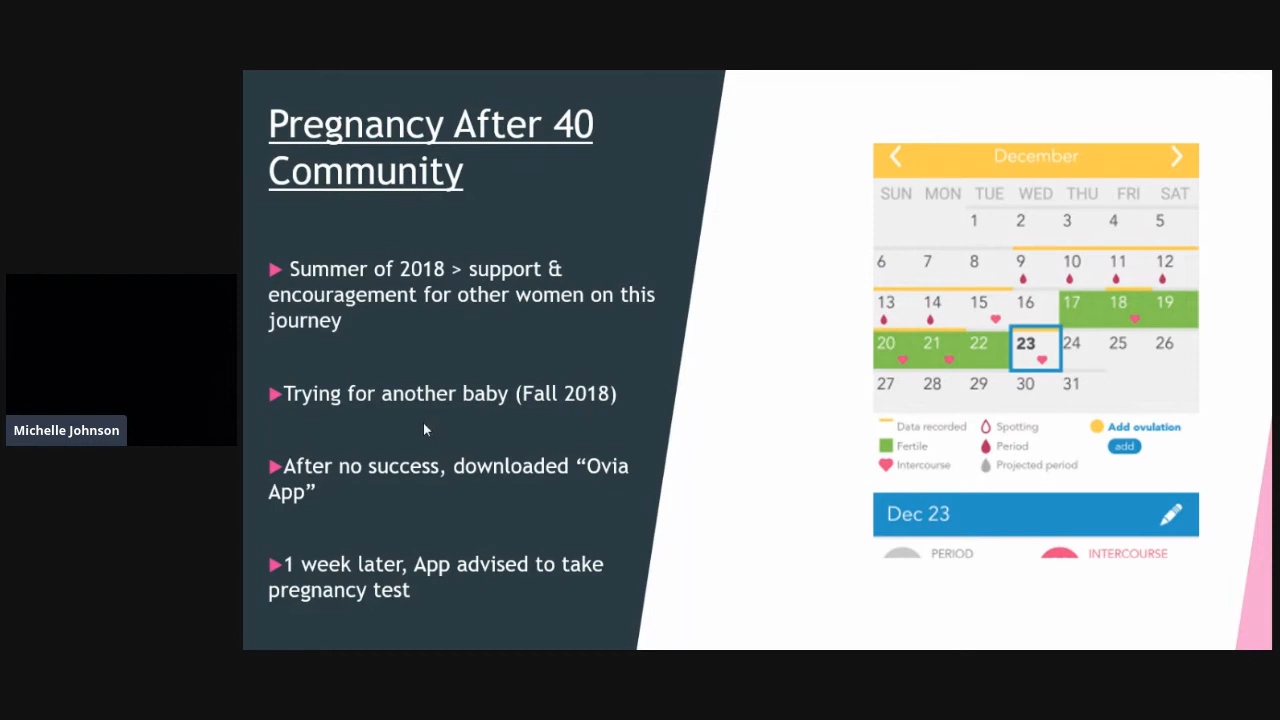 Pregnancy After 40
Community
▶ Summer of 2018 > support &
encouragement for other women on this
journey
▶Trying for another baby (Fall 2018)
▶After no success, downloaded “Ovia
App”
▶1 week later, App advised to take
pregnancy test
Michelle Johnson
December
SUN MON TUE WED THU FRI SAT
1 2 3 4 5
6 7 8 9 10 11 12
13 14 15 16 17 18 19
20 21 22 23 24 25 26
27 28 29 30 31
Data recorded Spotting Add ovulation
Fertile Period add
Intercourse Projected period
Dec 23
PERIOD INTERCOURSE